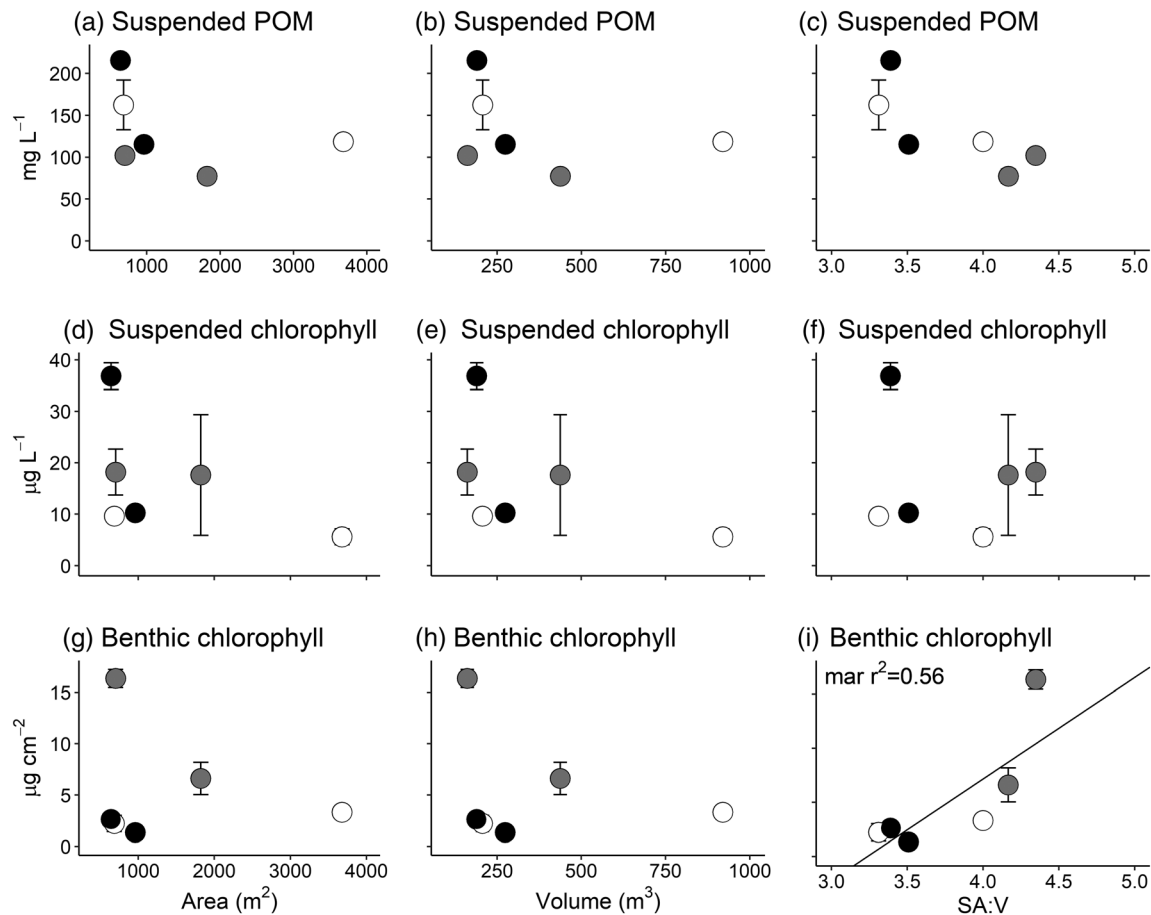 (a) Suspended POM
(b) Suspended POM
(c) Suspended POM
mg L⁻¹
200
150
100
50
0
1000 2000 3000 4000
250 500 750 1000
3.0 3.5 4.0 4.5 5.0
(d) Suspended chlorophyll
(e) Suspended chlorophyll
(f) Suspended chlorophyll
µg L⁻¹
40
30
20
10
0
(g) Benthic chlorophyll
(h) Benthic chlorophyll
(i) Benthic chlorophyll
mar r²=0.56
µg cm⁻²
15
10
5
0
1000 2000 3000 4000
250 500 750 1000
3.0 3.5 4.0 4.5 5.0
Area (m²)
Volume (m³)
SA:V